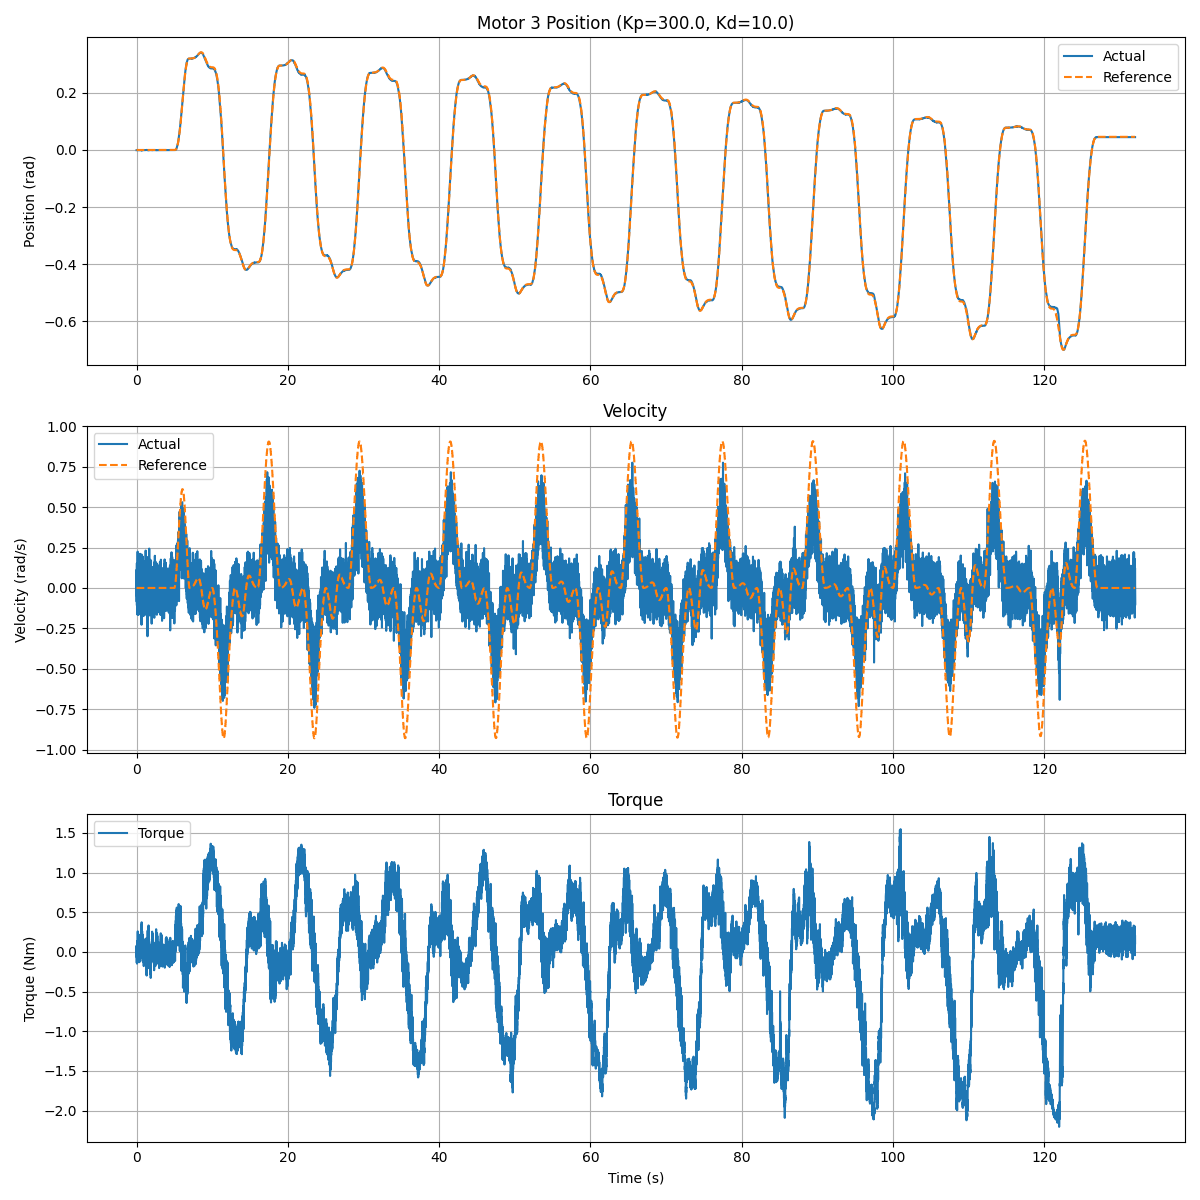 Motor 3 Position (Kp=300.0, Kd=10.0)
Actual
Reference
0.2
0.0
−0.2
−0.4
−0.6
Position (rad)
0 20 40 60 80 100 120
Velocity
Actual
Reference
1.00
0.75
0.50
0.25
0.00
−0.25
−0.50
−0.75
−1.00
Velocity (rad/s)
0 20 40 60 80 100 120
Torque
Torque
1.5
1.0
0.5
0.0
−0.5
−1.0
−1.5
−2.0
Torque (Nm)
0 20 40 60 80 100 120
Time (s)